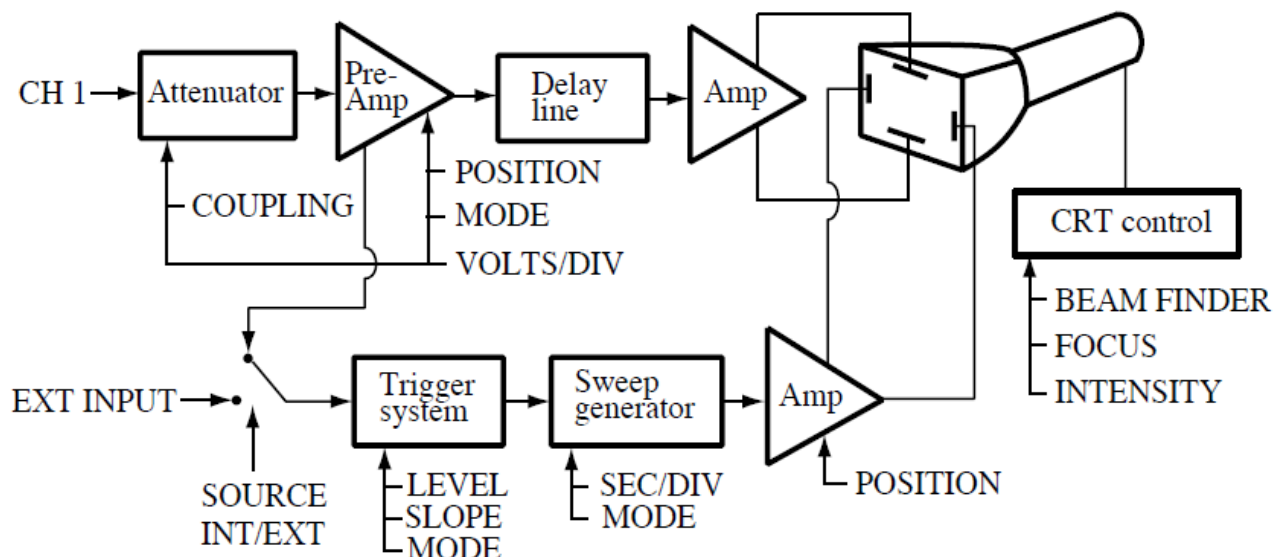 CH 1
Attenuator
Pre-
Amp
Delay
line
Amp
COUPLING
POSITION
MODE
VOLTS/DIV
CRT control
BEAM FINDER
FOCUS
INTENSITY
EXT INPUT
SOURCE
INT/EXT
Trigger
system
LEVEL
SLOPE
MODE
Sweep
generator
SEC/DIV
MODE
Amp
POSITION